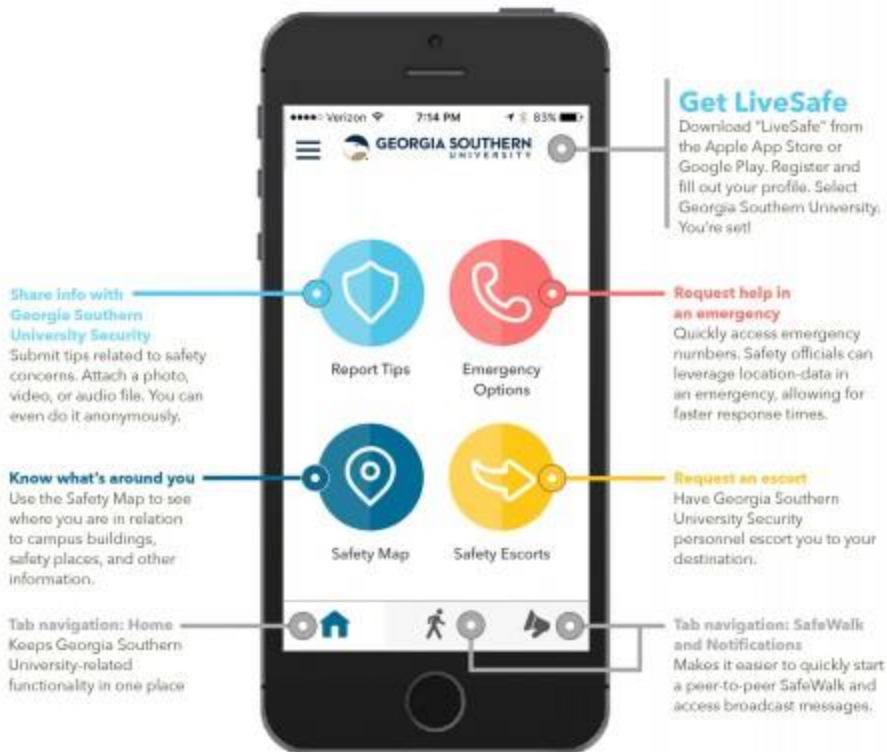 Verizon 7:14 PM 83%
GEORGIA SOUTHERN
UNIVERSITY
Get LiveSafe
Download "LiveSafe" from
the Apple App Store or
Google Play. Register and
fill out your profile. Select
Georgia Southern University.
You're set!
Share info with
Georgia Southern
University Security
Submit tips related to safety
concerns. Attach a photo,
video, or audio file. You can
even do it anonymously.
Report Tips
Emergency
Options
Request help in
an emergency
Quickly access emergency
numbers. Safety officials can
leverage location-data in
an emergency, allowing for
faster response times.
Know what's around you
Use the Safety Map to see
where you are in relation
to campus buildings,
safety places, and other
information.
Safety Map
Safety Escorts
Request an escort
Have Georgia Southern
University Security
personnel escort you to your
destination.
Tab navigation: Home
Keeps Georgia Southern
University-related
functionality in one place
Tab navigation: SafeWalk
and Notifications
Makes it easier to quickly start
a peer-to-peer SafeWalk and
access broadcast messages.